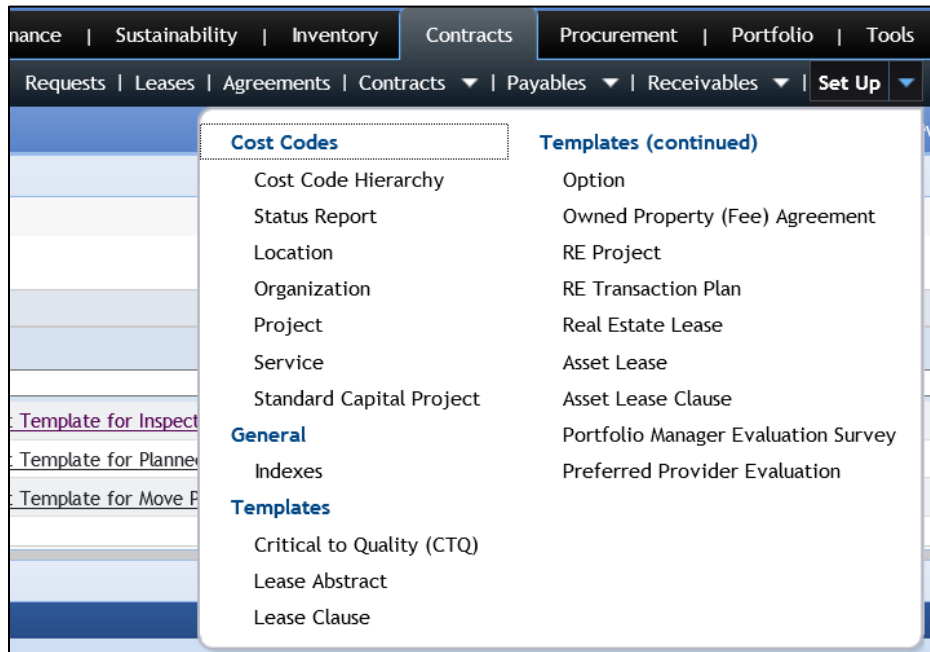 nance | Sustainability | Inventory Contracts Procurement | Portfolio | Tools
Requests | Leases | Agreements | Contracts | Payables | Receivables | Set Up
Cost Codes
Cost Code Hierarchy
Status Report
Location
Organization
Project
Service
Standard Capital Project
General
Indexes
Templates
Critical to Quality (CTQ)
Lease Abstract
Lease Clause
Templates (continued)
Option
Owned Property (Fee) Agreement
RE Project
RE Transaction Plan
Real Estate Lease
Asset Lease
Asset Lease Clause
Portfolio Manager Evaluation Survey
Preferred Provider Evaluation
Template for Inspect
Template for Planne
Template for Move P